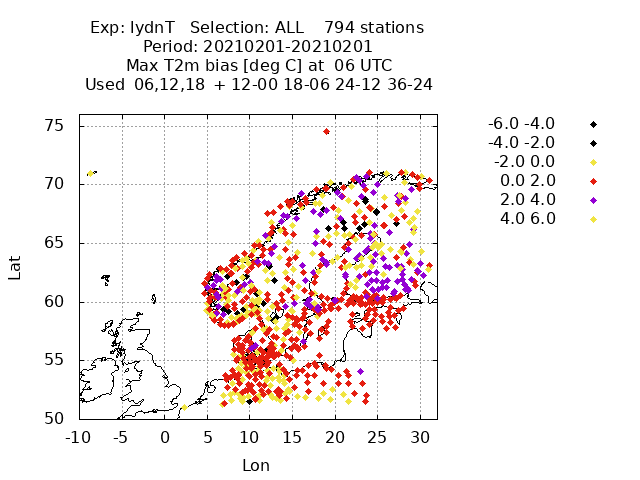 Exp: lydnT   Selection: ALL    794 stations
Period: 20210201-20210201
Max T2m bias [deg C] at  06 UTC
Used  06,12,18  + 12-00 18-06 24-12 36-24
-6.0 -4.0
-4.0 -2.0
-2.0 0.0
0.0 2.0
2.0 4.0
4.0 6.0
75
70
65
60
55
50
Lat
-10 -5 0 5 10 15 20 25 30
Lon